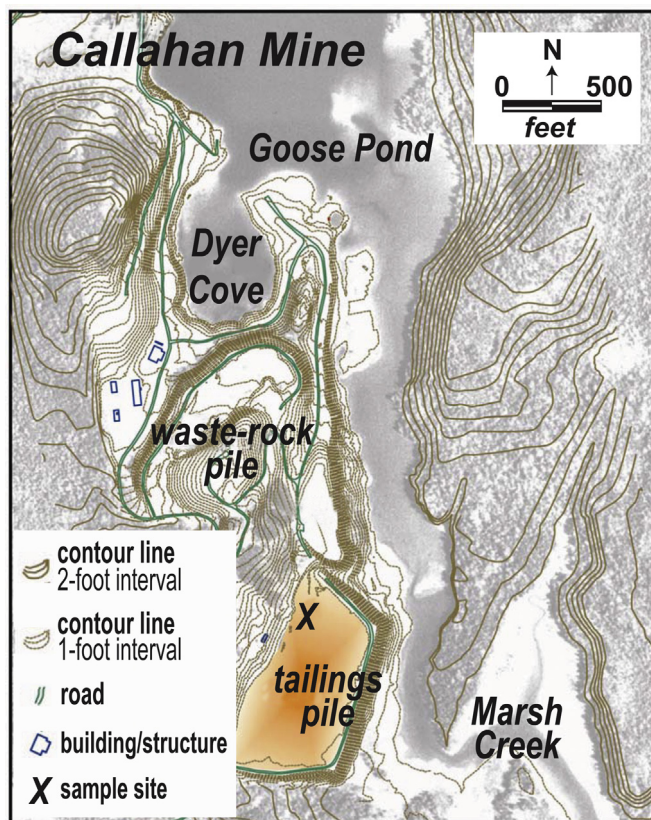 Callahan Mine
N
0 500
feet
Goose Pond
Dyer
Cove
waste-rock
pile
contour line
2-foot interval
contour line
1-foot interval
road
building/structure
X sample site
X
tailings
pile
Marsh
Creek